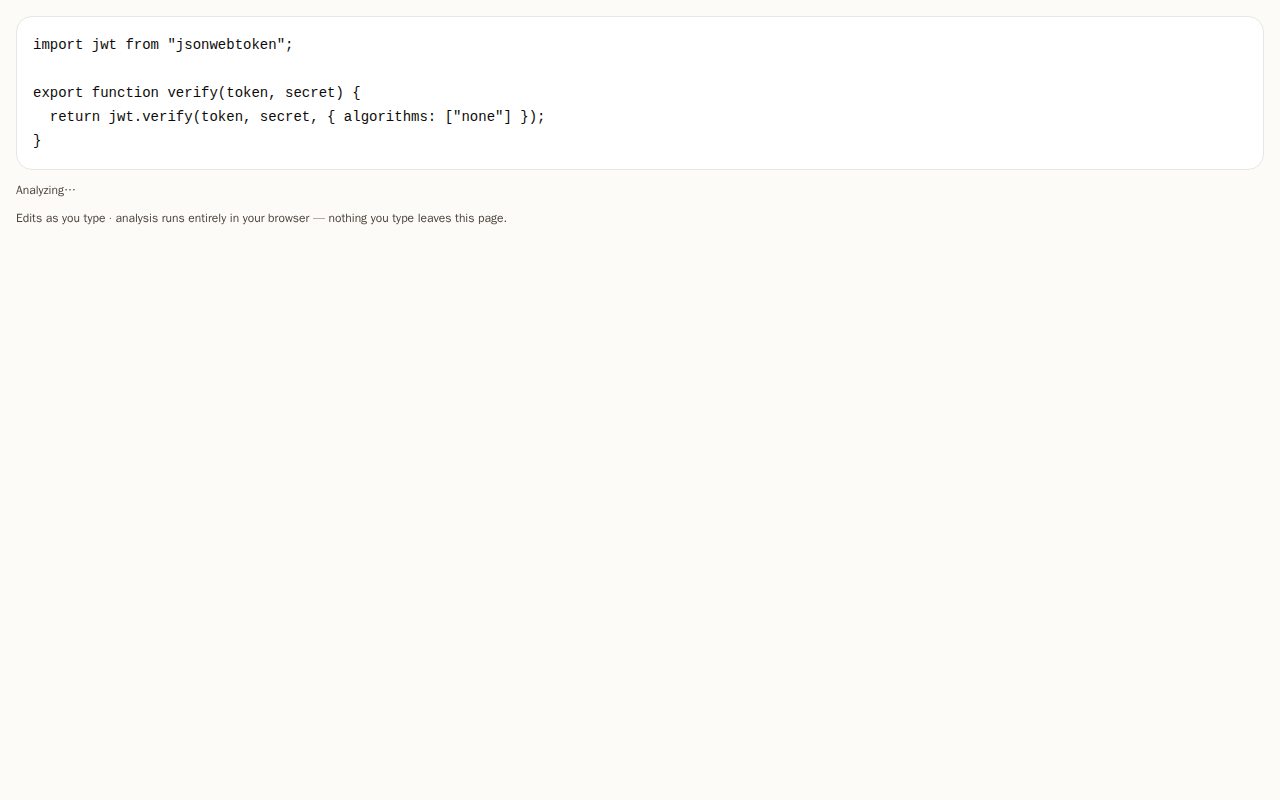 import jwt from "jsonwebtoken";
export function verify(token, secret) {
  return jwt.verify(token, secret, { algorithms: ["none"] });
}
Analyzing…
Edits as you type · analysis runs entirely in your browser — nothing you type leaves this page.